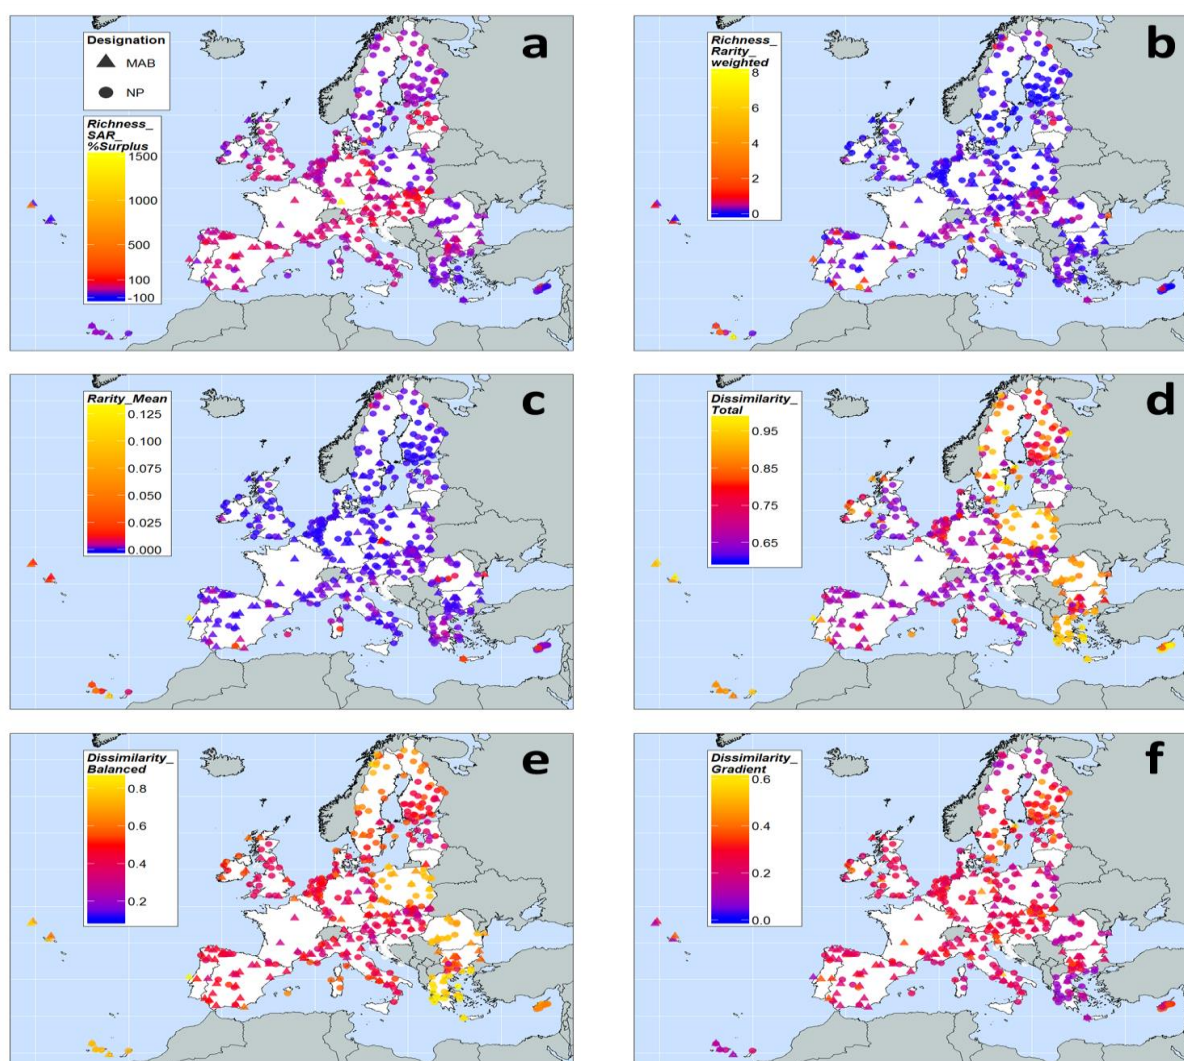 a
Designation
MAB
NP
Richness_
SAR_
%Surplus
1500
1000
500
100
-100
b
Richness_
Rarity_
weighted
8
6
4
2
0
c
Rarity_Mean
0.125
0.100
0.075
0.050
0.025
0.000
d
Dissimilarity_
Total
0.95
0.85
0.75
0.65
e
Dissimilarity_
Balanced
0.8
0.6
0.4
0.2
f
Dissimilarity_
Gradient
0.6
0.4
0.2
0.0